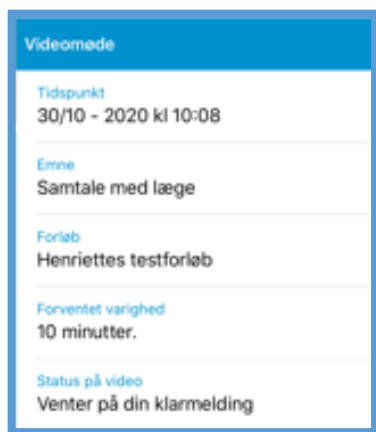 Videomøde
Tidspunkt
30/10 - 2020 kl 10:08
Emne
Samtale med læge
Forløb
Henriettes testforløb
Forventet varighed
10 minutter.
Status på video
Venter på din klarmelding